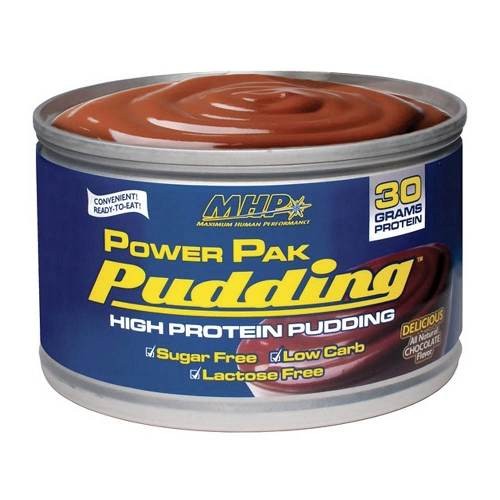 CONVENIENT!
READY-TO-EAT!
MHP
MAXIMUM HUMAN PERFORMANCE
30
GRAMS
PROTEIN
POWER PAK
Pudding™
HIGH PROTEIN PUDDING
Sugar Free
Low Carb
Lactose Free
DELICIOUS
All Natural
CHOCOLATE
Flavor